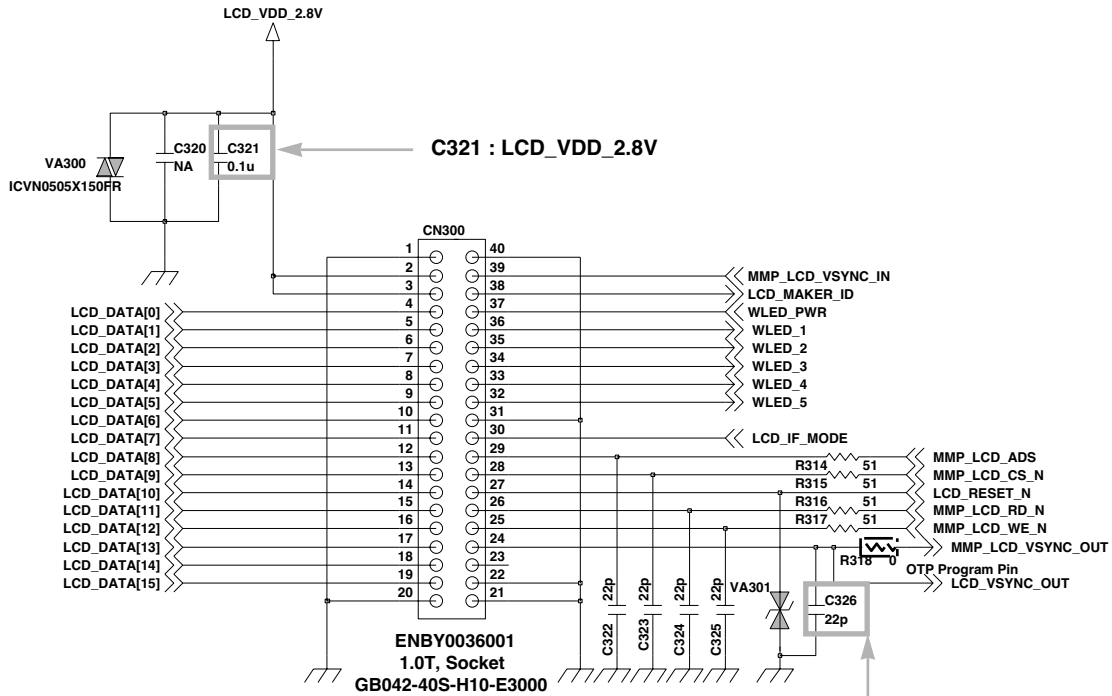 LCD_VDD_2.8V
C320
NA
C321
0.1u
VA300
ICVN0505X150FR
C321 : LCD_VDD_2.8V
CN300
1 40
2 39 MMP_LCD_VSYNC_IN
3 38 LCD_MAKER_ID
LCD_DATA[0] 4 37 WLED_PWR
LCD_DATA[1] 5 36 WLED_1
LCD_DATA[2] 6 35 WLED_2
LCD_DATA[3] 7 34 WLED_3
LCD_DATA[4] 8 33 WLED_4
LCD_DATA[5] 9 32 WLED_5
LCD_DATA[6] 10 31
LCD_DATA[7] 11 30 LCD_IF_MODE
LCD_DATA[8] 12 29 MMP_LCD_ADS
R314 51
LCD_DATA[9] 13 28 MMP_LCD_CS_N
R315 51
LCD_DATA[10] 14 27 LCD_RESET_N
R316 51
LCD_DATA[11] 15 26 MMP_LCD_RD_N
R317 51
LCD_DATA[12] 16 25 MMP_LCD_WE_N
LCD_DATA[13] 17 24 MMP_LCD_VSYNC_OUT
R318 0
LCD_DATA[14] 18 23 OTP Program Pin
LCD_DATA[15] 19 22 LCD_VSYNC_OUT
20 21
C322 22p
C323 22p
C324 22p
C325 22p
VA301
C326
22p
ENBY0036001
1.0T, Socket
GB042-40S-H10-E3000